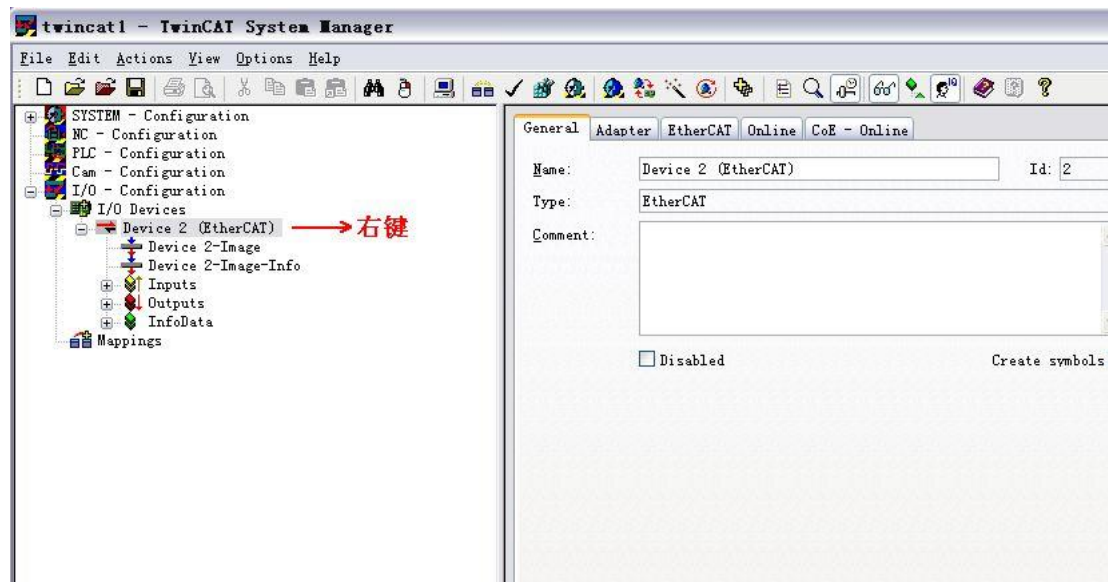 twincat1 - TwinCAT System Manager
File Edit Actions View Options Help
SYSTEM - Configuration
NC - Configuration
PLC - Configuration
Cam - Configuration
I/O - Configuration
I/O Devices
Device 2 (EtherCAT) 右键
Device 2-Image
Device 2-Image-Info
Inputs
Outputs
InfoData
Mappings
General Adapter EtherCAT Online CoE - Online
Name: Device 2 (EtherCAT) Id: 2
Type: EtherCAT
Comment:
Disabled Create symbols